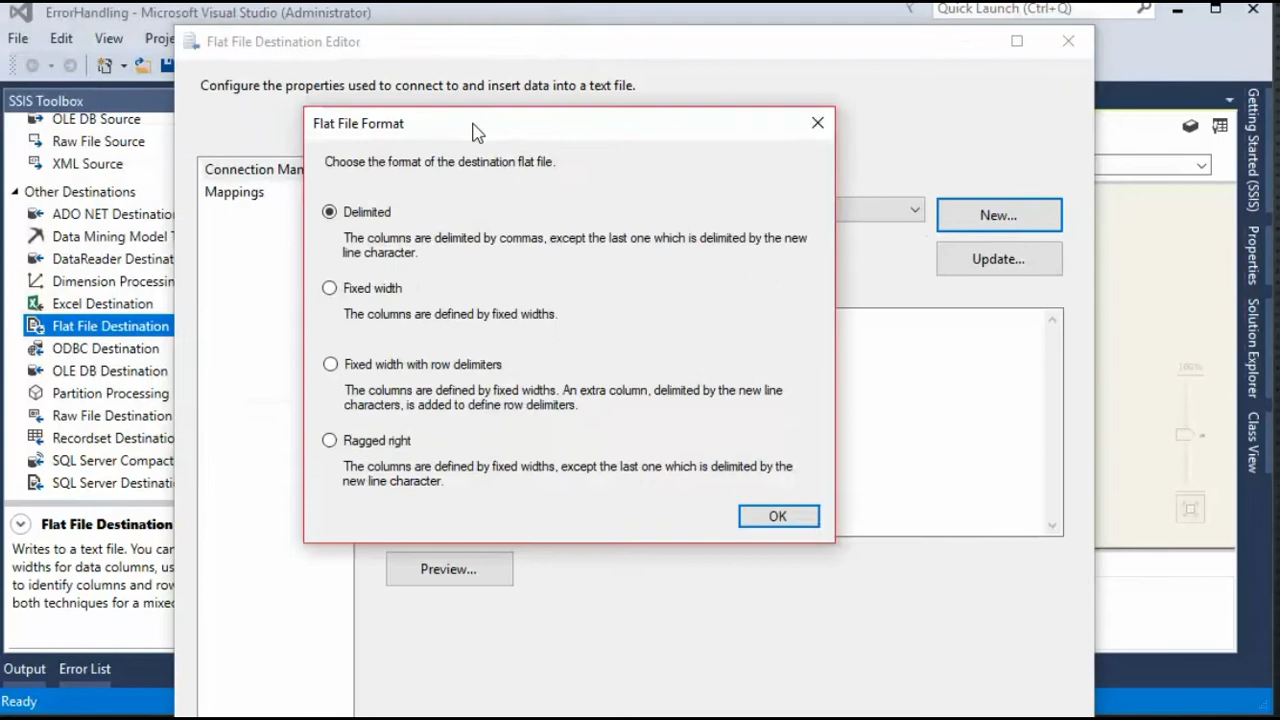 ErrorHandling - Microsoft Visual Studio (Administrator)
Quick Launch (Ctrl+Q)
File Edit View Proje
Flat File Destination Editor
Configure the properties used to connect to and insert data into a text file.
SSIS Toolbox
OLE DB Source
Raw File Source
XML Source
Other Destinations
ADO NET Destinatio
Data Mining Model T
DataReader Destinat
Dimension Processin
Excel Destination
Flat File Destination
ODBC Destination
OLE DB Destination
Partition Processing
Raw File Destination
Recordset Destinatio
SQL Server Compact
SQL Server Destinati
Flat File Destination
Writes to a text file. You can
widths for data columns, us
to identify columns and row
both techniques for a mixed
Output Error List
Ready
Connection Man
Mappings
Flat File Format
Choose the format of the destination flat file.
Delimited
The columns are delimited by commas, except the last one which is delimited by the new
line character.
Fixed width
The columns are defined by fixed widths.
Fixed width with row delimiters
The columns are defined by fixed widths. An extra column, delimited by the new line
characters, is added to define row delimiters.
Ragged right
The columns are defined by fixed widths, except the last one which is delimited by the
new line character.
OK
New...
Update...
Preview...
100%
Getting Started (SSIS)
Properties
Solution Explorer
Class View